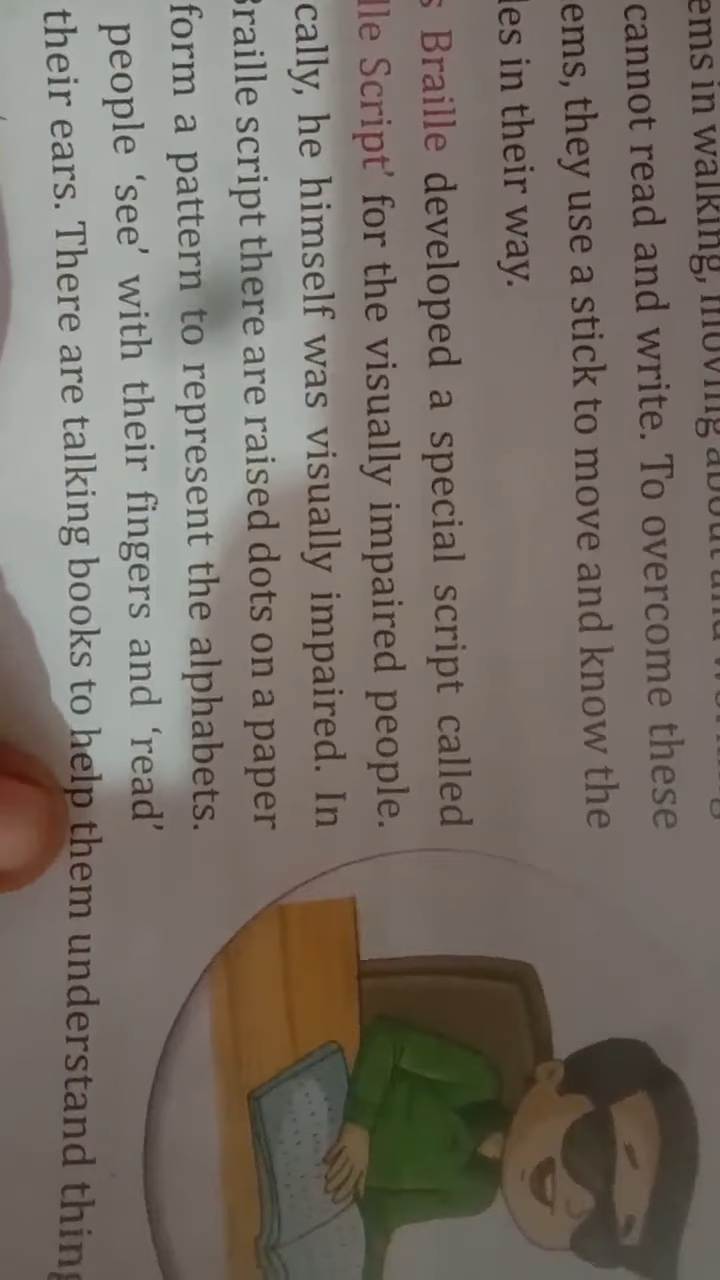 ems in walking, moving about and
cannot read and write. To overcome these
ems, they use a stick to move and know the
les in their way.
s Braille developed a special script called
lle Script' for the visually impaired people.
cally, he himself was visually impaired. In
Braille script there are raised dots on a paper
form a pattern to represent the alphabets.
people 'see' with their fingers and 'read'
their ears. There are talking books to help them understand thing